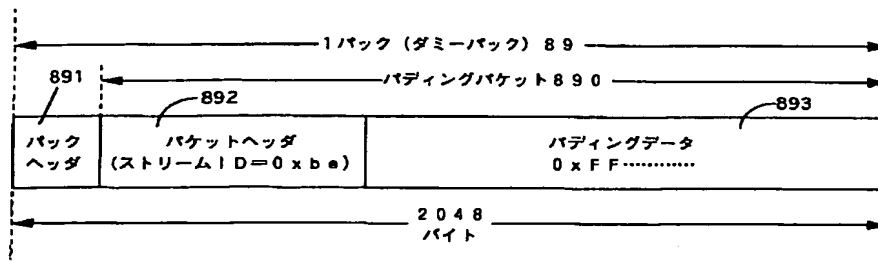 1パック(ダミーパック)89
891
パディングパケット890
892
893
パック
ヘッダ
パケットヘッダ
(ストリームID=0xbe)
パディングデータ
0xFF…………
2048
バイト